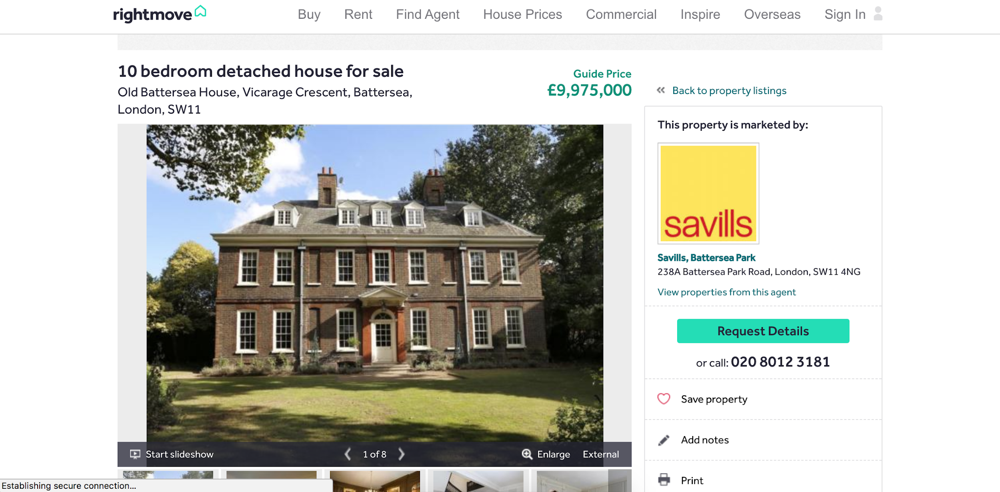 rightmove
Buy
Rent
Find Agent
House Prices
Commercial
Inspire
Overseas
Sign In
10 bedroom detached house for sale
Old Battersea House, Vicarage Crescent, Battersea,
London, SW11
Guide Price
£9,975,000
Back to property listings
This property is marketed by:
savills
Savills, Battersea Park
238A Battersea Park Road, London, SW11 4NG
View properties from this agent
Request Details
or call: 020 8012 3181
Save property
Add notes
Print
Start slideshow
1 of 8
Enlarge
External
Establishing secure connection...